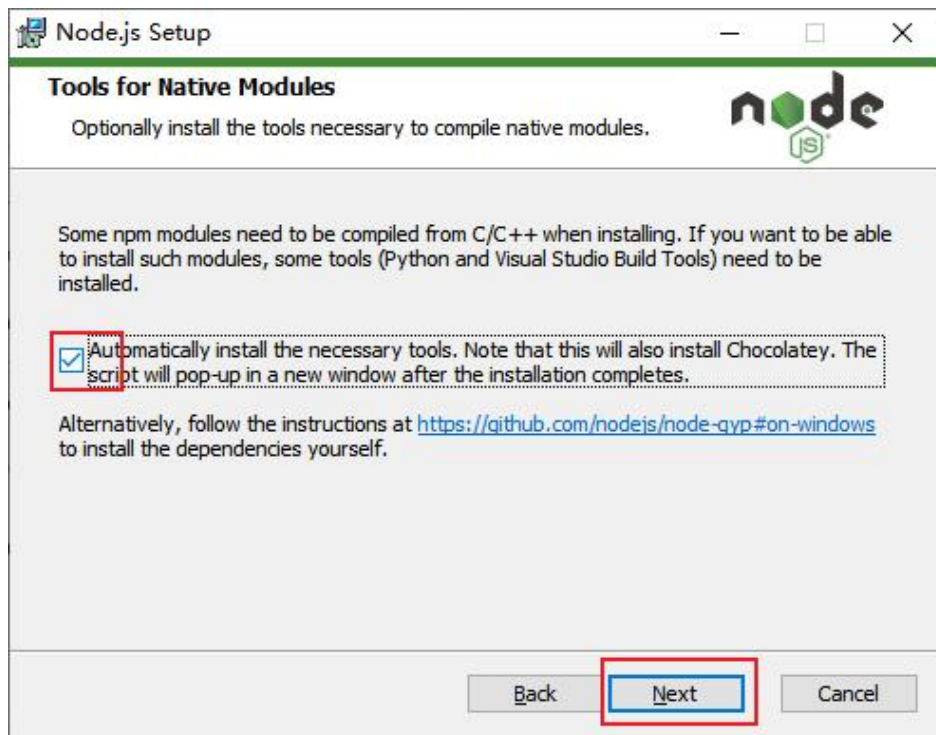 Node.js Setup
Tools for Native Modules
Optionally install the tools necessary to compile native modules.
node
JS
Some npm modules need to be compiled from C/C++ when installing. If you want to be able
to install such modules, some tools (Python and Visual Studio Build Tools) need to be
installed.
Automatically install the necessary tools. Note that this will also install Chocolatey. The
script will pop-up in a new window after the installation completes.
Alternatively, follow the instructions at https://github.com/nodejs/node-gyp#on-windows
to install the dependencies yourself.
Back
Next
Cancel